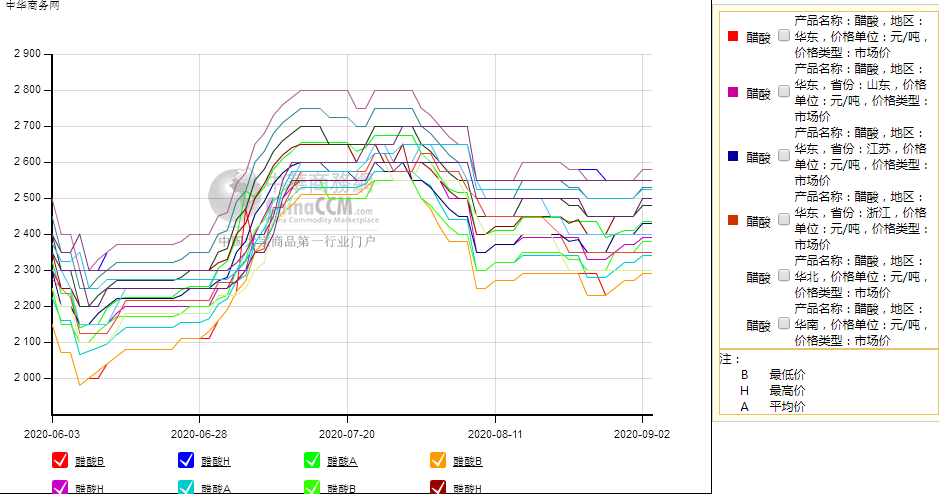 中华商务网
2 900
2 800
2 700
2 600
2 500
2 400
2 300
2 200
2 100
2 000
ChinaCCM.com
China Commodity Marketplace
2020-06-03
2020-06-28
2020-07-20
2020-08-11
2020-09-02
醋酸B
醋酸H
醋酸A
醋酸B
醋酸H
醋酸A
醋酸B
醋酸H
醋酸
产品名称：醋酸，地区：
华东，价格单位：元/吨，
价格类型：市场价
醋酸
产品名称：醋酸，地区：
华东，省份：山东，价格
单位：元/吨，价格类型：
市场价
醋酸
产品名称：醋酸，地区：
华东，省份：江苏，价格
单位：元/吨，价格类型：
市场价
醋酸
产品名称：醋酸，地区：
华东，省份：浙江，价格
单位：元/吨，价格类型：
市场价
醋酸
产品名称：醋酸，地区：
华北，价格单位：元/吨，
价格类型：市场价
醋酸
产品名称：醋酸，地区：
华南，价格单位：元/吨，
价格类型：市场价
注：
B 最低价
H 最高价
A 平均价